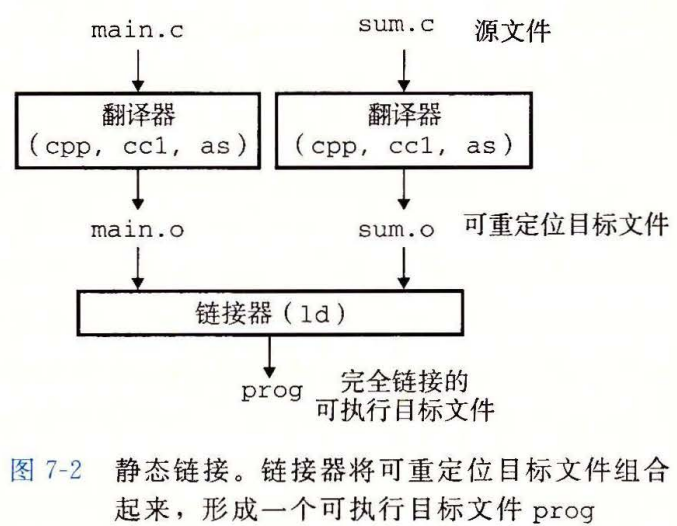 main.c sum.c 源文件
翻译器 翻译器
(cpp, cc1, as) (cpp, cc1, as)
main.o sum.o 可重定位目标文件
链接器(ld)
prog 完全链接的
可执行目标文件
图 7-2 静态链接。链接器将可重定位目标文件组合
起来，形成一个可执行目标文件 prog